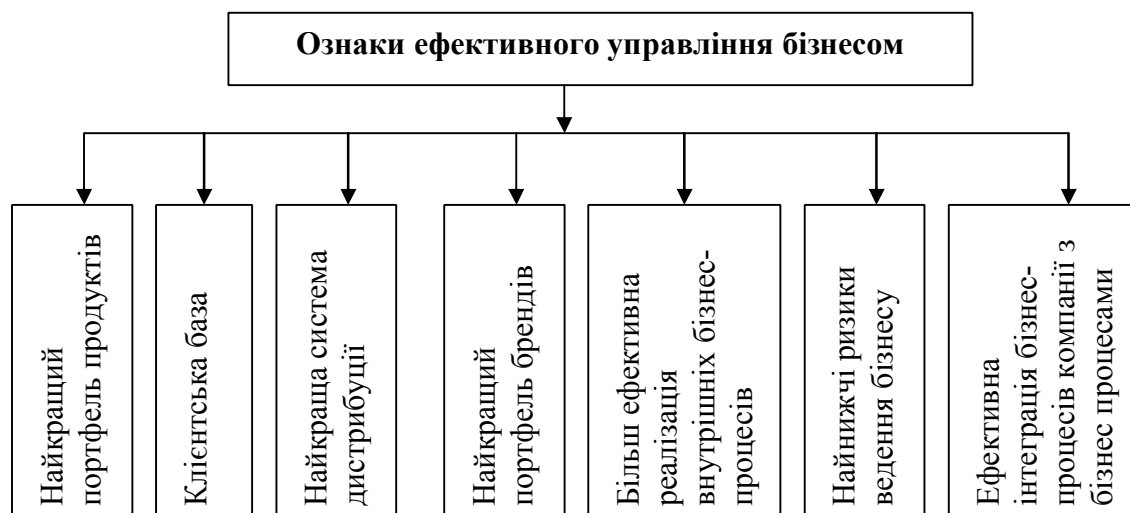 Ознаки ефективного управління бізнесом
Найкращий
портфель продуктів
Клієнтська база
Найкраща система
дистрибуції
Найкращий
портфель брендів
Більш ефективна
реалізація
внутрішніх бізнес-
процесів
Найнижчі ризики
ведення бізнесу
Ефективна
інтеграція бізнес-
процесів компанії з
бізнес процесами